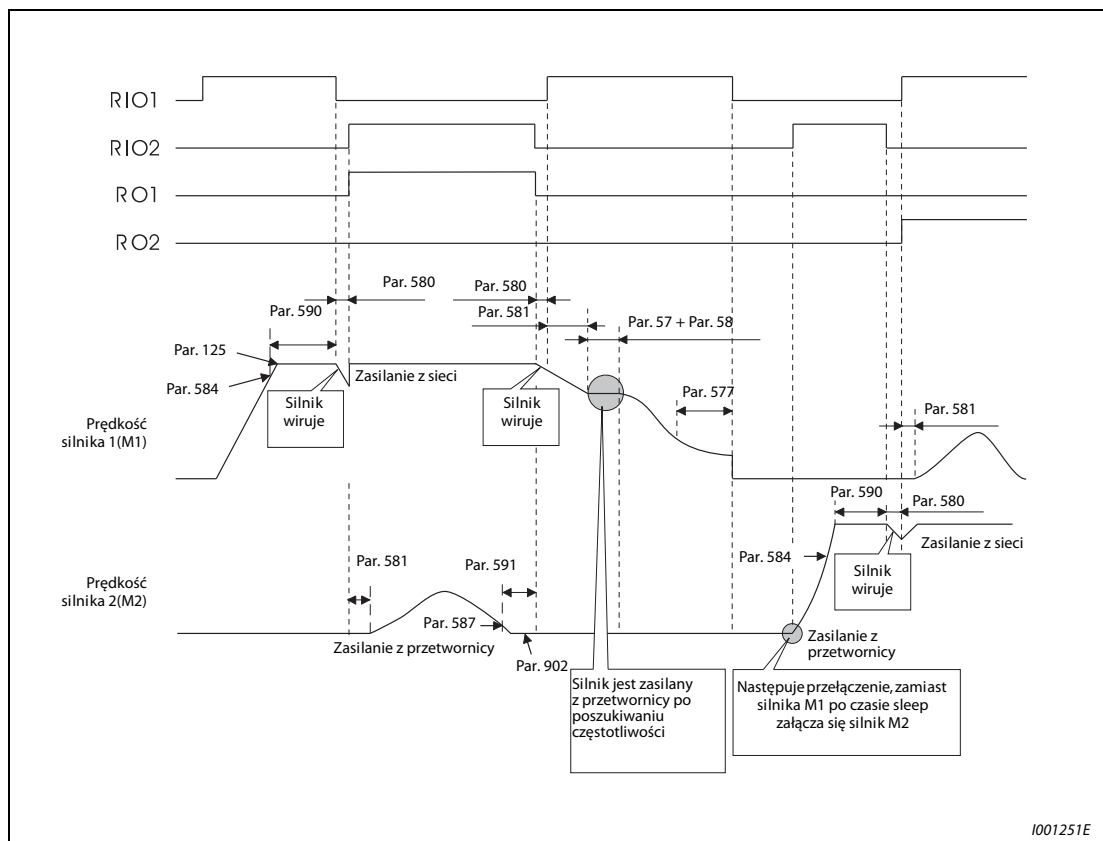 RIO1
RIO2
RO1
RO2
Par. 580
Par. 580
Par. 590
Par. 581
Par. 57 + Par. 58
Par. 125
Par. 584
Zasilanie z sieci
Par. 577
Silnik
wiruje
Silnik
wiruje
Par. 581
Prędkość
silnika 1(M1)
Par. 590
Par. 580
Par. 581
Par. 591
Par. 584
Zasilanie z sieci
Silnik
wiruje
Prędkość
silnika 2(M2)
Par. 587
Zasilanie z przetwornicy
Par. 902
Zasilanie z
przetwornicy
Silnik jest zasilany
z przetwornicy po
poszukiwaniu
częstotliwości
Następuje przełączenie, zamiast
silnika M1 po czasie sleep
załącza się silnik M2
I001251E